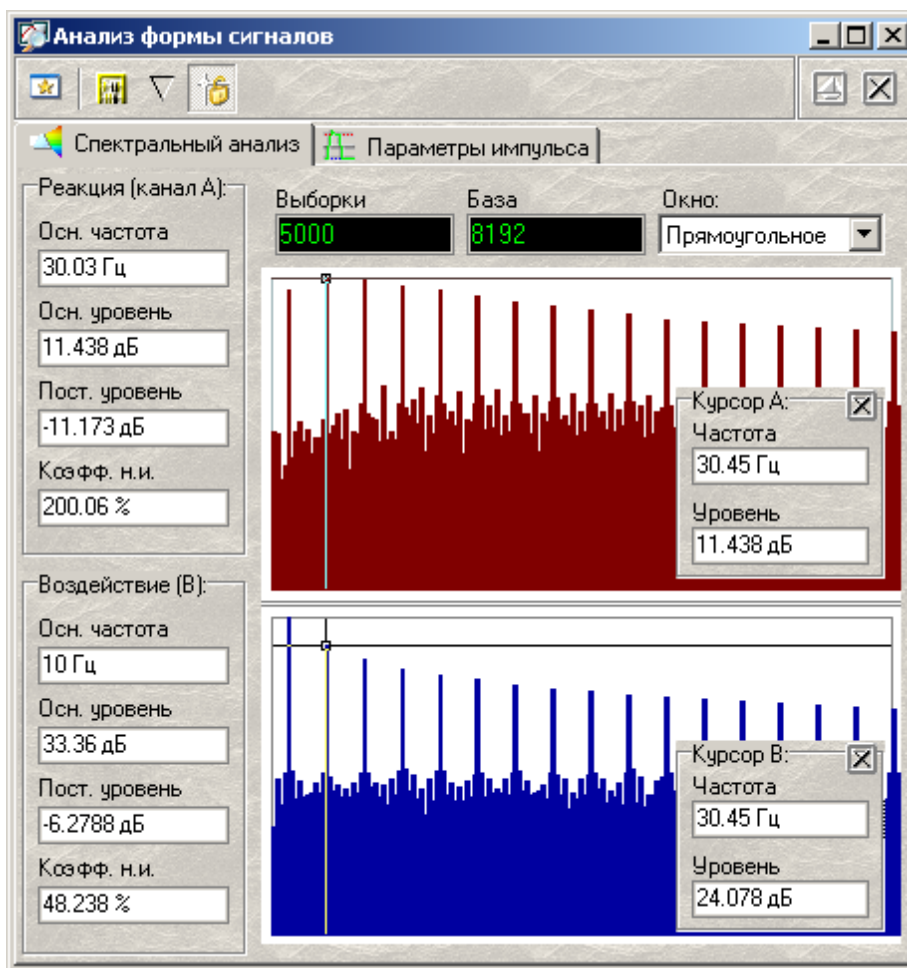 Анализ формы сигналов
Спектральный анализ
Параметры импульса
Реакция (канал А):
Осн. частота
30.03 Гц
Осн. уровень
11.438 дБ
Пост. уровень
-11.173 дБ
Коэфф. н.и.
200.06 %
Воздействие (В):
Осн. частота
10 Гц
Осн. уровень
33.36 дБ
Пост. уровень
-6.2788 дБ
Коэфф. н.и.
48.238 %
Выборки
5000
База
8192
Окно:
Прямоугольное
Курсор А:
Частота
30.45 Гц
Уровень
11.438 дБ
Курсор В:
Частота
30.45 Гц
Уровень
24.078 дБ